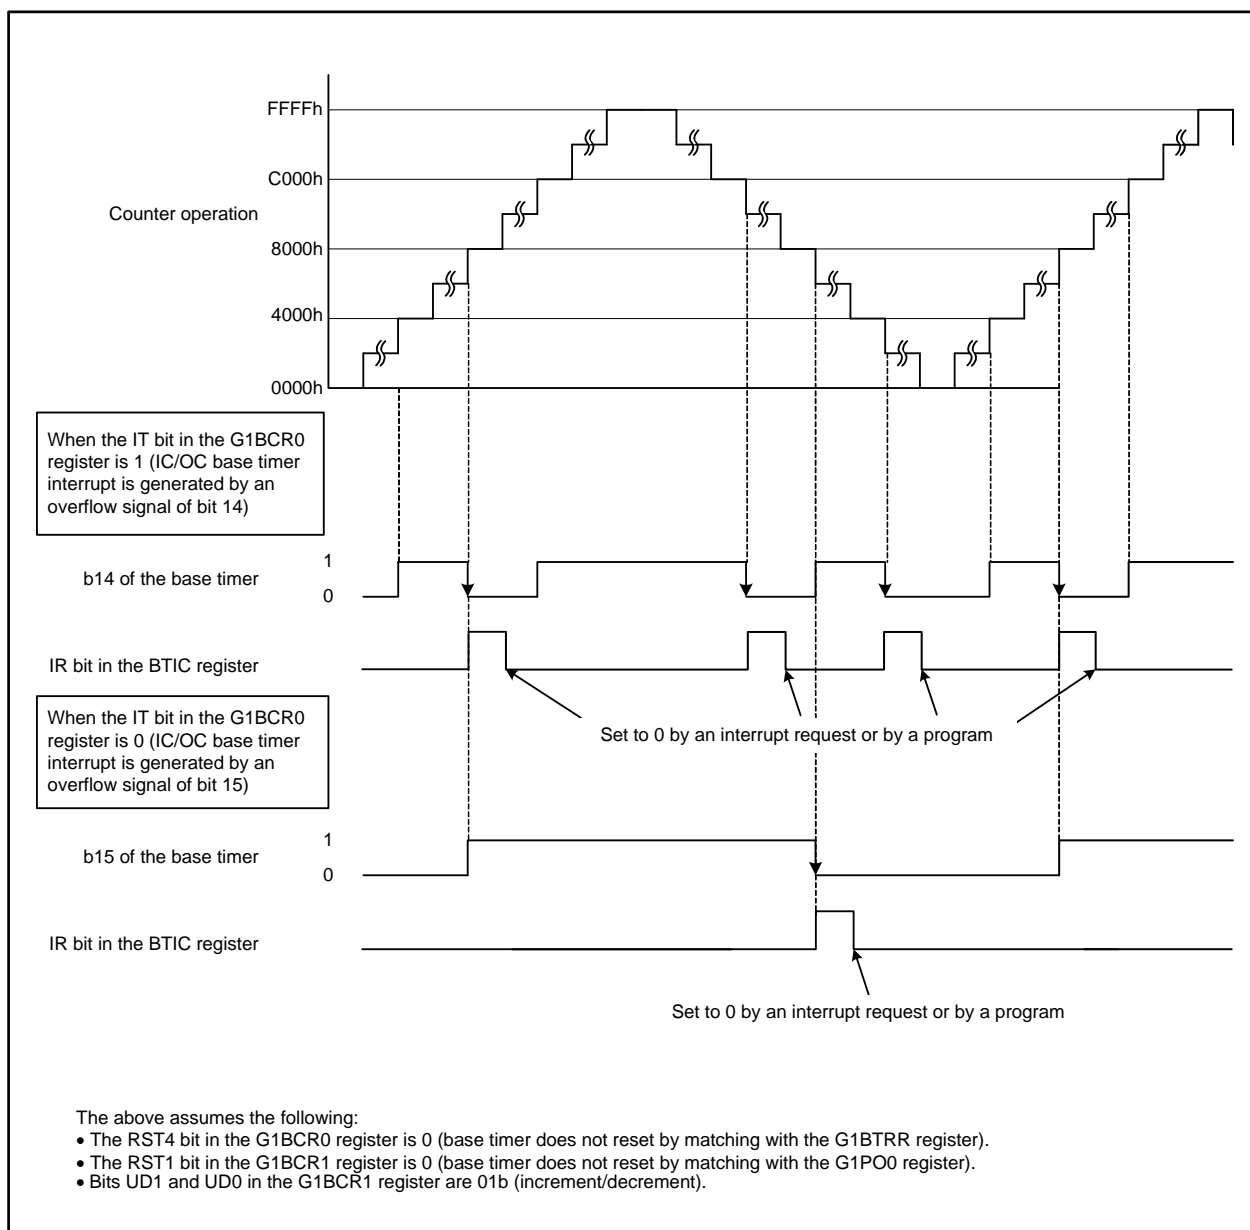 FFFFh
C000h
Counter operation
8000h
4000h
0000h
When the IT bit in the G1BCR0
register is 1 (IC/OC base timer
interrupt is generated by an
overflow signal of bit 14)
1
b14 of the base timer
0
IR bit in the BTIC register
When the IT bit in the G1BCR0
register is 0 (IC/OC base timer
interrupt is generated by an
overflow signal of bit 15)
Set to 0 by an interrupt request or by a program
1
b15 of the base timer
0
IR bit in the BTIC register
Set to 0 by an interrupt request or by a program
The above assumes the following:
• The RST4 bit in the G1BCR0 register is 0 (base timer does not reset by matching with the G1BTRR register).
• The RST1 bit in the G1BCR1 register is 0 (base timer does not reset by matching with the G1PO0 register).
• Bits UD1 and UD0 in the G1BCR1 register are 01b (increment/decrement).